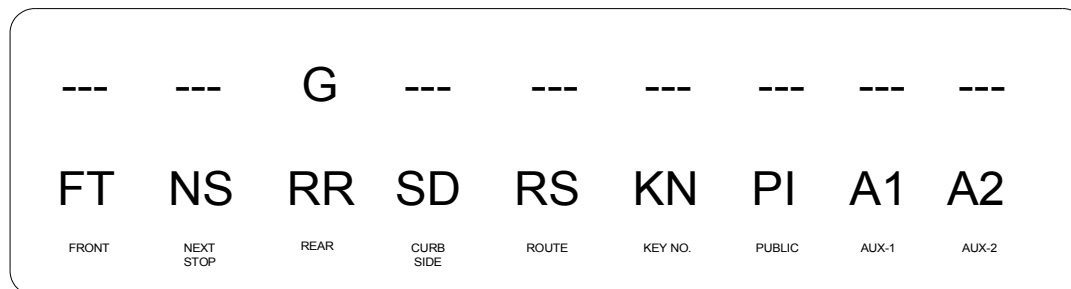 --- --- G --- --- --- --- --- ---
FT NS RR SD RS KN PI A1 A2
FRONT NEXT STOP REAR CURB SIDE ROUTE KEY NO. PUBLIC AUX-1 AUX-2